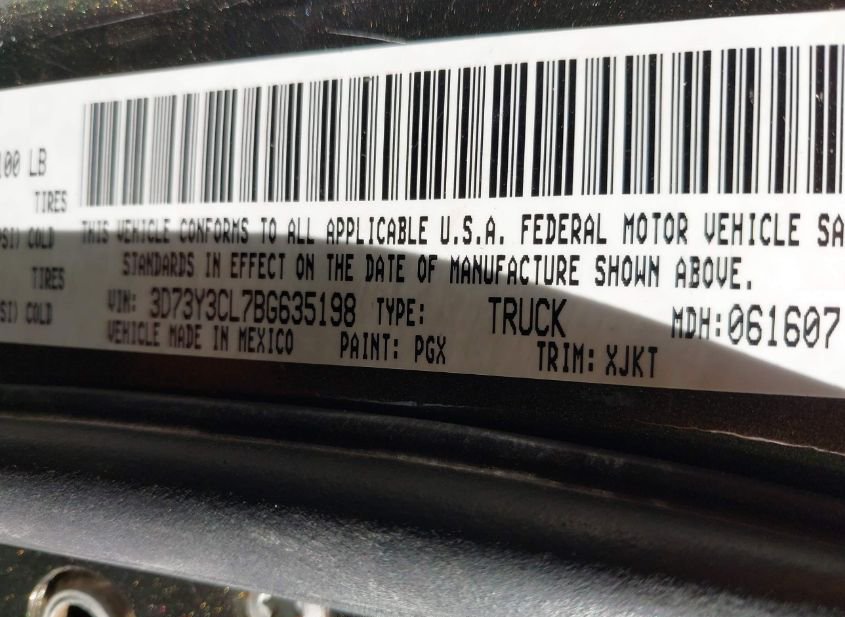 100 LB
TIRES
PSI) COLD
TIRES
SI) COLD
THIS VEHICLE CONFORMS TO ALL APPLICABLE U.S.A. FEDERAL MOTOR VEHICLE SA
STANDARDS IN EFFECT ON THE DATE OF MANUFACTURE SHOWN ABOVE.
VIN: 3D73Y3CL7BG635198 TYPE: TRUCK MDH: 061607
VEHICLE MADE IN MEXICO PAINT: PGX TRIM: XJKT